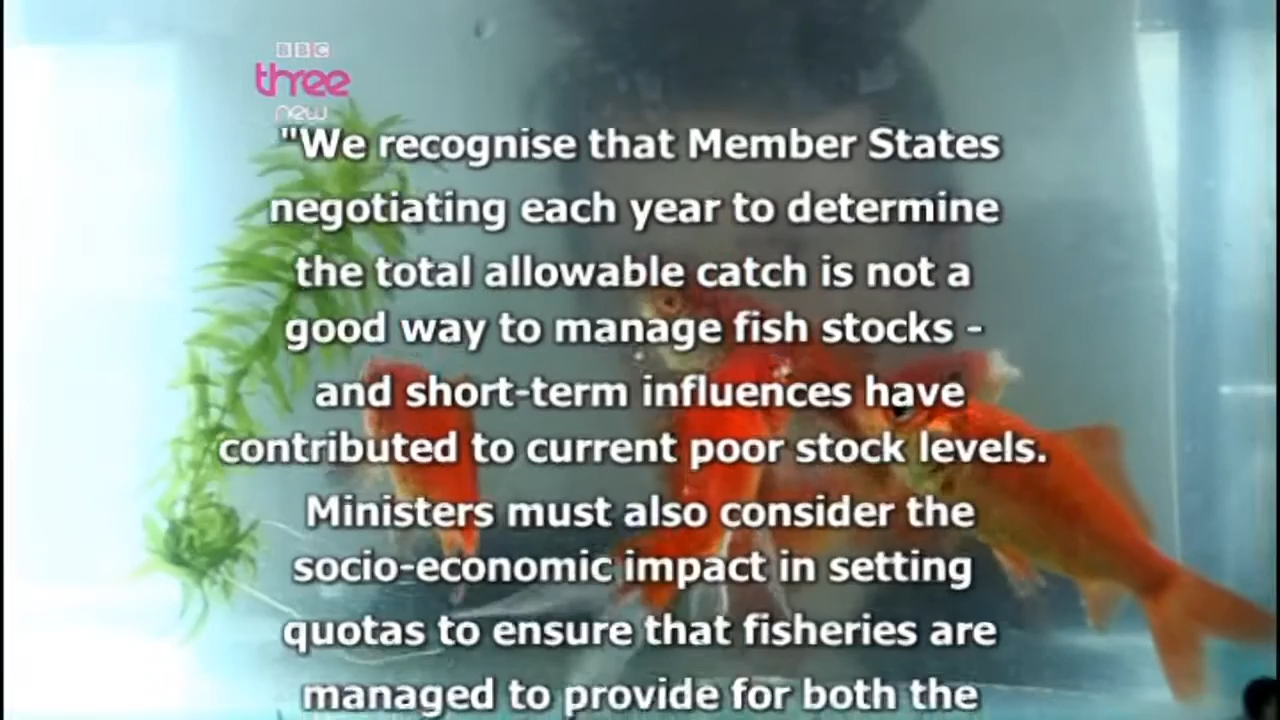 BBC
three
new
"We recognise that Member States
negotiating each year to determine
the total allowable catch is not a
good way to manage fish stocks -
and short-term influences have
contributed to current poor stock levels.
Ministers must also consider the
socio-economic impact in setting
quotas to ensure that fisheries are
managed to provide for both the